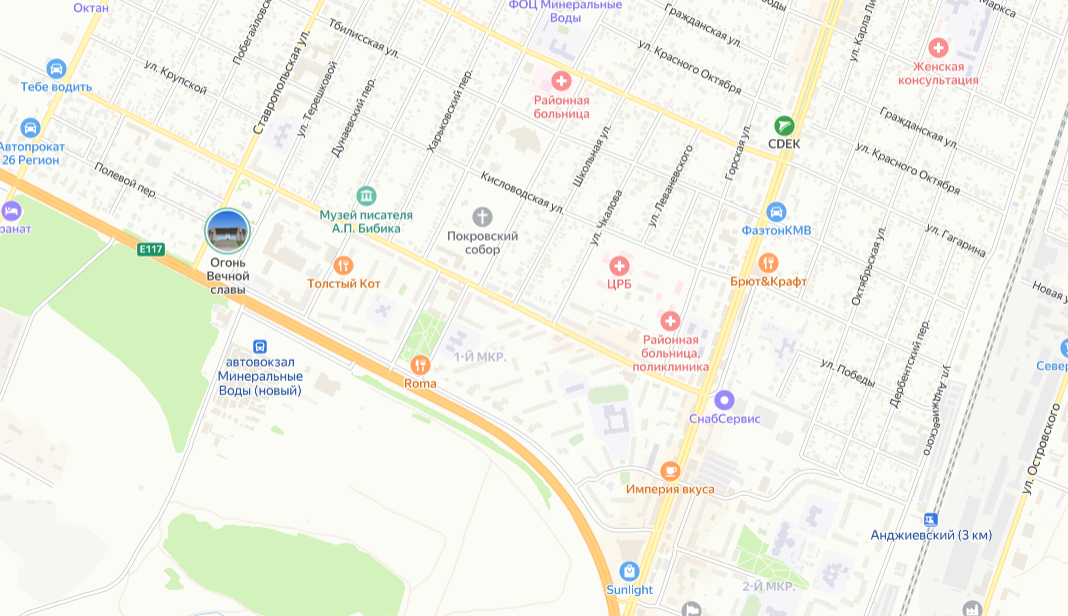 Октан
Побегайловс
Ставропольская ул.
Тбилисская ул.
ФОЦ Минеральные
Воды
Гражданская ул.
оды
ул. Карла Ли
Маркса
Женская
консультация
Тебе водить
ул. Крупской
ул. Терешковой
Дунаевский пер.
Харьковский пер.
ул. Красного Октября
Районная
больница
Гражданская ул.
CDEK
Автопрокат
26 Регион
Полевой пер.
Школьная ул.
Горская ул.
ул. Леваневского
ул. Красного Октября
Кисловодская ул.
ул. Чкалова
Музей писателя
А.П. Бибика
Покровский
собор
ФаэтонКМВ
ул. Гагарина
ранат
E117
Огонь
Вечной
славы
Толстый Кот
ЦРБ
Брют&Крафт
Октябрьская ул.
Новая у
автовокзал
Минеральные
Воды (новый)
Roma
1-Й МКР.
Районная
больница,
поликлиника
ул. Победы
Дербентский пер.
ул. Анджиевского
Север
СнабСервис
ул. Островского
Империя вкуса
Анджиевский (3 км)
Sunlight
2-Й МКР.